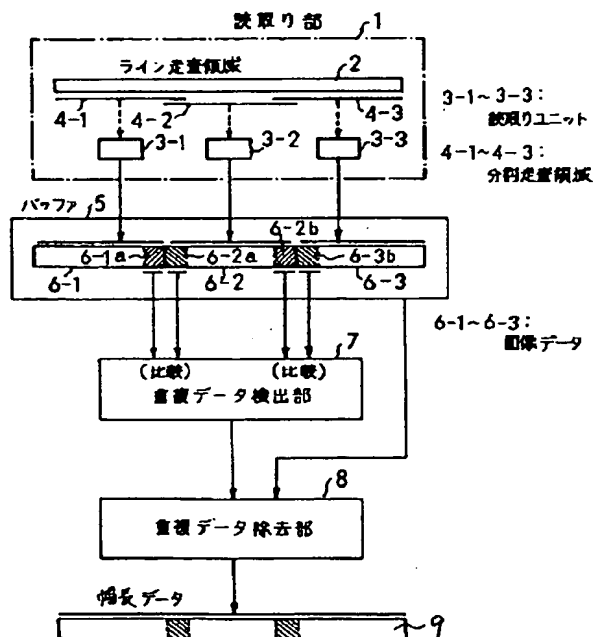 読取り部
1
ライン走査領域
2
4-1
4-2
4-3
3-1
3-2
3-3
3-1~3-3:
読取りユニット
4-1~4-3:
分割走査領域
バッファ
5
6-1a
6-2a
6-2b
6-3b
6-1
6-2
6-3
6-1~6-3:
画像データ
7
(比較)
(比較)
重複データ検出部
8
重複データ除去部
幅長データ
9